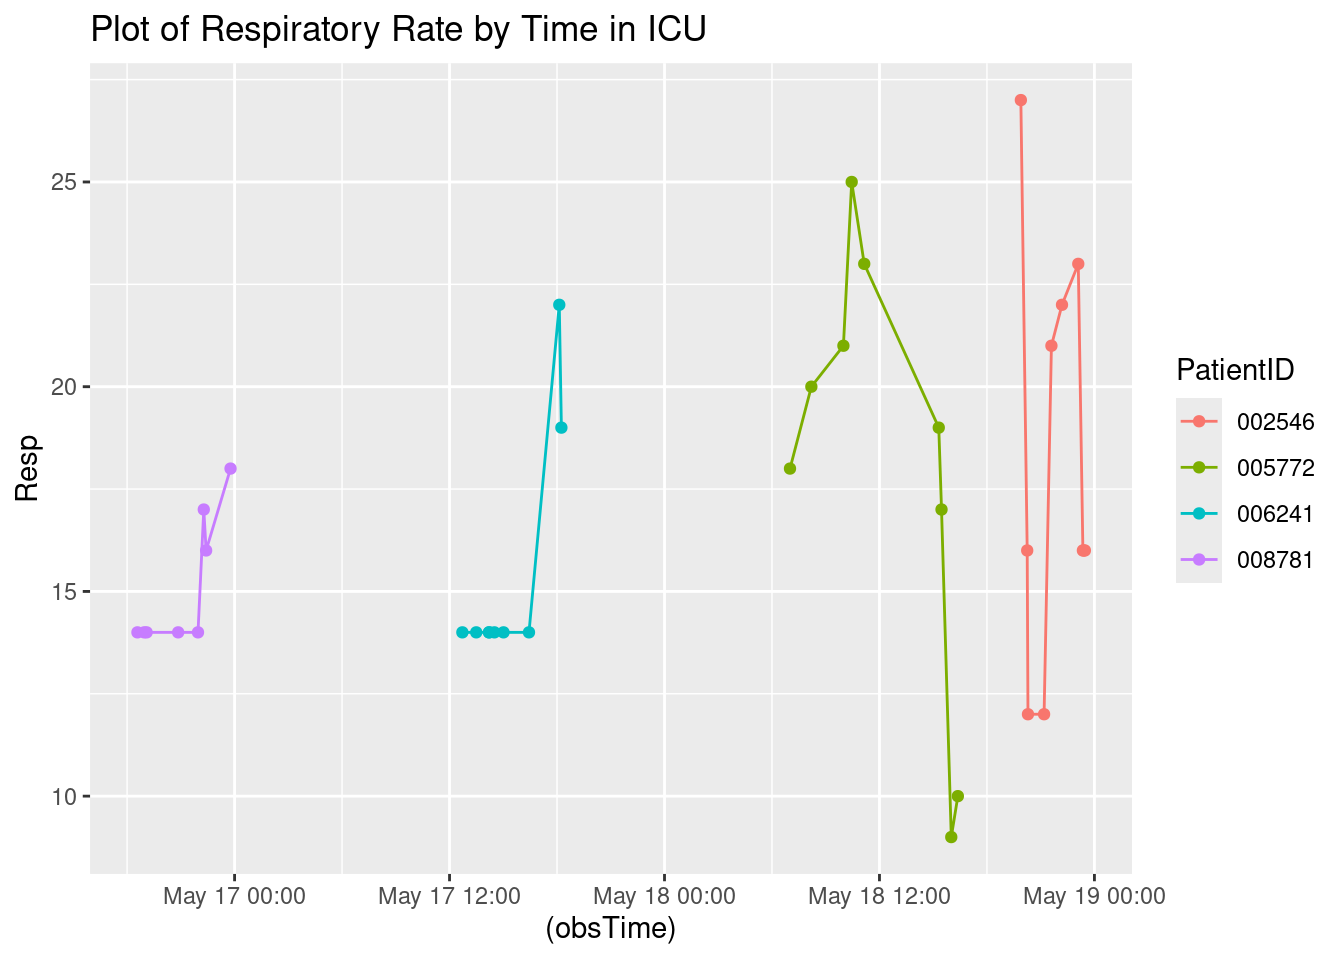 Plot of Respiratory Rate by Time in ICU
Resp
25
20
15
10
May 17 00:00
May 17 12:00
May 18 00:00
May 18 12:00
May 19 00:00
(obsTime)
PatientID
002546
005772
006241
008781